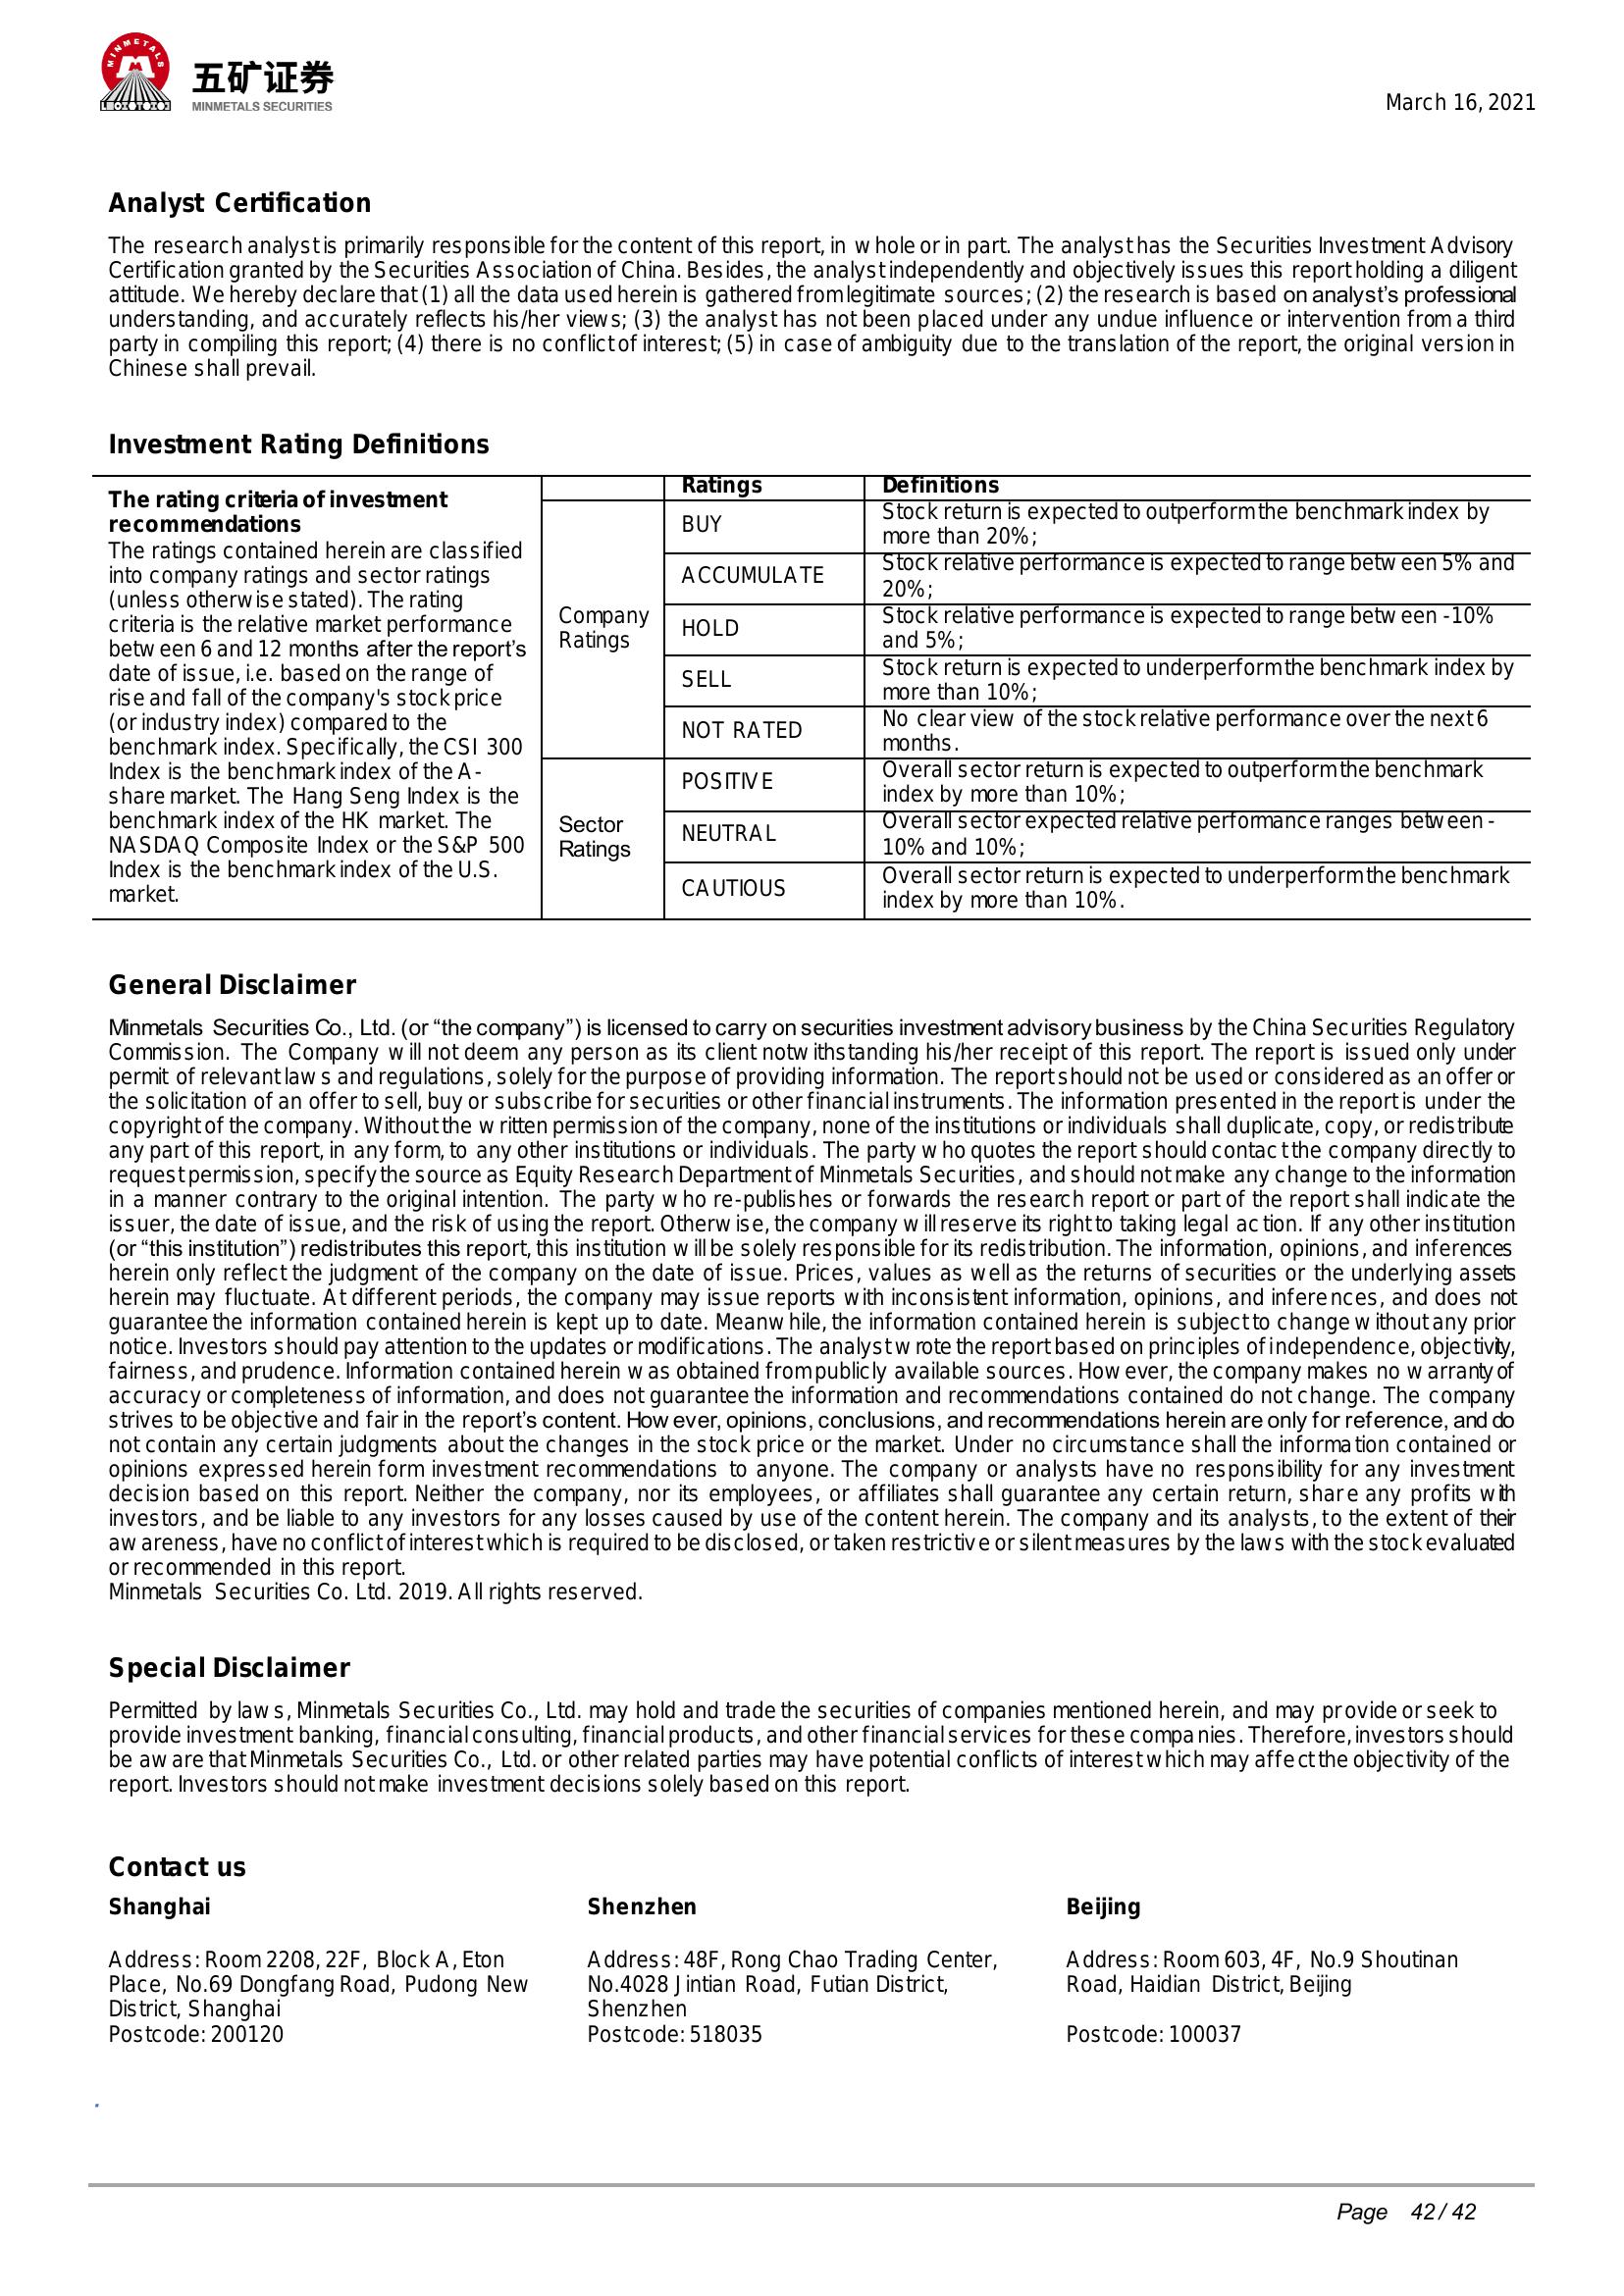 MINMETALS
五矿证券
MINMETALS SECURITIES
March 16, 2021
Analyst Certification
The research analyst is primarily responsible for the content of this report, in whole or in part. The analyst has the Securities Investment Advisory
Certification granted by the Securities Association of China. Besides, the analyst independently and objectively issues this report holding a diligent
attitude. We hereby declare that (1) all the data used herein is gathered from legitimate sources; (2) the research is based on analyst’s professional
understanding, and accurately reflects his/her views; (3) the analyst has not been placed under any undue influence or intervention from a third
party in compiling this report; (4) there is no conflict of interest; (5) in case of ambiguity due to the translation of the report, the original version in
Chinese shall prevail.
Investment Rating Definitions
The rating criteria of investment
recommendations
The ratings contained herein are classified
into company ratings and sector ratings
(unless otherwise stated). The rating
criteria is the relative market performance
between 6 and 12 months after the report’s
date of issue, i.e. based on the range of
rise and fall of the company's stock price
(or industry index) compared to the
benchmark index. Specifically, the CSI 300
Index is the benchmark index of the A-
share market. The Hang Seng Index is the
benchmark index of the HK market. The
NASDAQ Composite Index or the S&P 500
Index is the benchmark index of the U.S.
market.
Ratings
Definitions
Company
Ratings
BUY
Stock return is expected to outperform the benchmark index by
more than 20%;
ACCUMULATE
Stock relative performance is expected to range between 5% and
20%;
HOLD
Stock relative performance is expected to range between -10%
and 5%;
SELL
Stock return is expected to underperform the benchmark index by
more than 10%;
NOT RATED
No clear view of the stock relative performance over the next 6
months.
Sector
Ratings
POSITIVE
Overall sector return is expected to outperform the benchmark
index by more than 10%;
NEUTRAL
Overall sector expected relative performance ranges between -
10% and 10%;
CAUTIOUS
Overall sector return is expected to underperform the benchmark
index by more than 10%.
General Disclaimer
Minmetals Securities Co., Ltd. (or “the company”) is licensed to carry on securities investment advisory business by the China Securities Regulatory
Commission. The Company will not deem any person as its client notwithstanding his/her receipt of this report. The report is issued only under
permit of relevant laws and regulations, solely for the purpose of providing information. The report should not be used or considered as an offer or
the solicitation of an offer to sell, buy or subscribe for securities or other financial instruments. The information presented in the report is under the
copyright of the company. Without the written permission of the company, none of the institutions or individuals shall duplicate, copy, or redistribute
any part of this report, in any form, to any other institutions or individuals. The party who quotes the report should contact the company directly to
request permission, specify the source as Equity Research Department of Minmetals Securities, and should not make any change to the information
in a manner contrary to the original intention. The party who re-publishes or forwards the research report or part of the report shall indicate the
issuer, the date of issue, and the risk of using the report. Otherwise, the company will reserve its right to taking legal action. If any other institution
(or “this institution”) redistributes this report, this institution will be solely responsible for its redistribution. The information, opinions, and inferences
herein only reflect the judgment of the company on the date of issue. Prices, values as well as the returns of securities or the underlying assets
herein may fluctuate. At different periods, the company may issue reports with inconsistent information, opinions, and inferences, and does not
guarantee the information contained herein is kept up to date. Meanwhile, the information contained herein is subject to change without any prior
notice. Investors should pay attention to the updates or modifications. The analyst wrote the report based on principles of independence, objectivity,
fairness, and prudence. Information contained herein was obtained from publicly available sources. However, the company makes no warranty of
accuracy or completeness of information, and does not guarantee the information and recommendations contained do not change. The company
strives to be objective and fair in the report’s content. However, opinions, conclusions, and recommendations herein are only for reference, and do
not contain any certain judgments about the changes in the stock price or the market. Under no circumstance shall the information contained or
opinions expressed herein form investment recommendations to anyone. The company or analysts have no responsibility for any investment
decision based on this report. Neither the company, nor its employees, or affiliates shall guarantee any certain return, share any profits with
investors, and be liable to any investors for any losses caused by use of the content herein. The company and its analysts, to the extent of their
awareness, have no conflict of interest which is required to be disclosed, or taken restrictive or silent measures by the laws with the stock evaluated
or recommended in this report.
Minmetals Securities Co. Ltd. 2019. All rights reserved.
Special Disclaimer
Permitted by laws, Minmetals Securities Co., Ltd. may hold and trade the securities of companies mentioned herein, and may provide or seek to
provide investment banking, financial consulting, financial products, and other financial services for these companies. Therefore, investors should
be aware that Minmetals Securities Co., Ltd. or other related parties may have potential conflicts of interest which may affect the objectivity of the
report. Investors should not make investment decisions solely based on this report.
Contact us
Shanghai
Address: Room 2208, 22F, Block A, Eton
Place, No.69 Dongfang Road, Pudong New
District, Shanghai
Postcode: 200120
Shenzhen
Address: 48F, Rong Chao Trading Center,
No.4028 Jintian Road, Futian District,
Shenzhen
Postcode: 518035
Beijing
Address: Room 603, 4F, No.9 Shoutinan
Road, Haidian District, Beijing
Postcode: 100037
Page 42 / 42